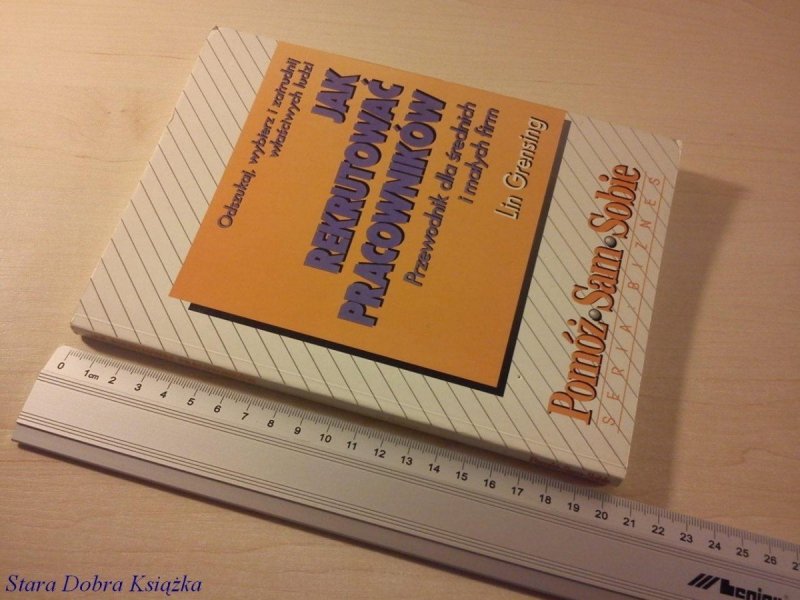 Odszukaj, wybierz i zatrudnij
właściwych ludzi
JAK
REKRUTOWAĆ
PRACOWNIKÓW
Przewodnik dla średnich
i małych firm
Lin Grensing
Pomóż•Sam•Sobie
SERIA BIZNES
0 1cm 2 3 4 5 6 7 8 9 10 11 12 13 14 15 16 17 18 19 20 21 22 23 24 25 26
Stara Dobra Książka